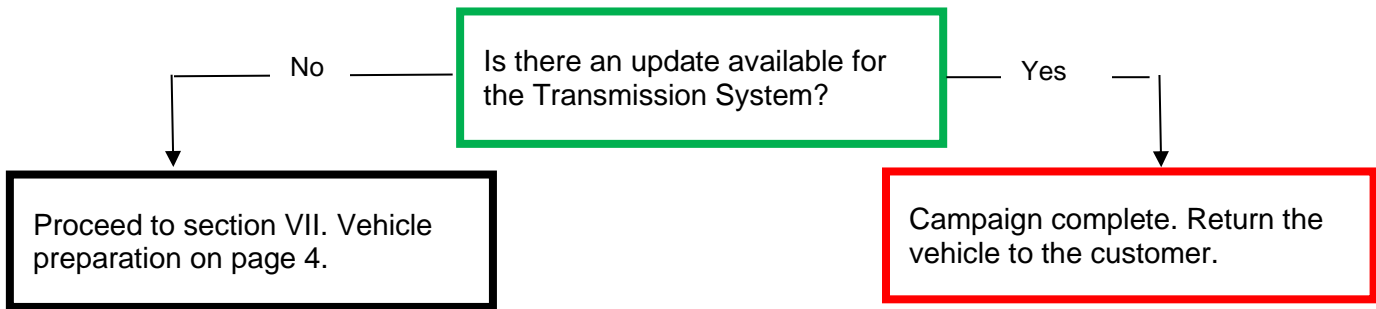 No
Is there an update available for
the Transmission System?
Yes
Proceed to section VII. Vehicle
preparation on page 4.
Campaign complete. Return the
vehicle to the customer.